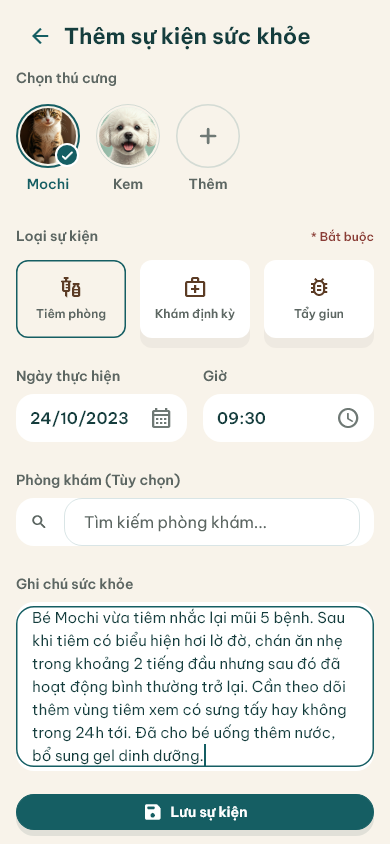 Thêm sự kiện sức khỏe
Chọn thú cưng
Mochi
Kem
Thêm
Loại sự kiện
* Bắt buộc
Tiêm phòng
Khám định kỳ
Tẩy giun
Ngày thực hiện
Giờ
24/10/2023
09:30
Phòng khám (Tùy chọn)
Tìm kiếm phòng khám...
Ghi chú sức khỏe
Bé Mochi vừa tiêm nhắc lại mũi 5 bệnh. Sau
khi tiêm có biểu hiện hơi lờ đờ, chán ăn nhẹ
trong khoảng 2 tiếng đầu nhưng sau đó đã
hoạt động bình thường trở lại. Cần theo dõi
thêm vùng tiêm xem có sưng tấy hay không
trong 24h tới. Đã cho bé uống thêm nước,
bổ sung gel dinh dưỡng.
Lưu sự kiện